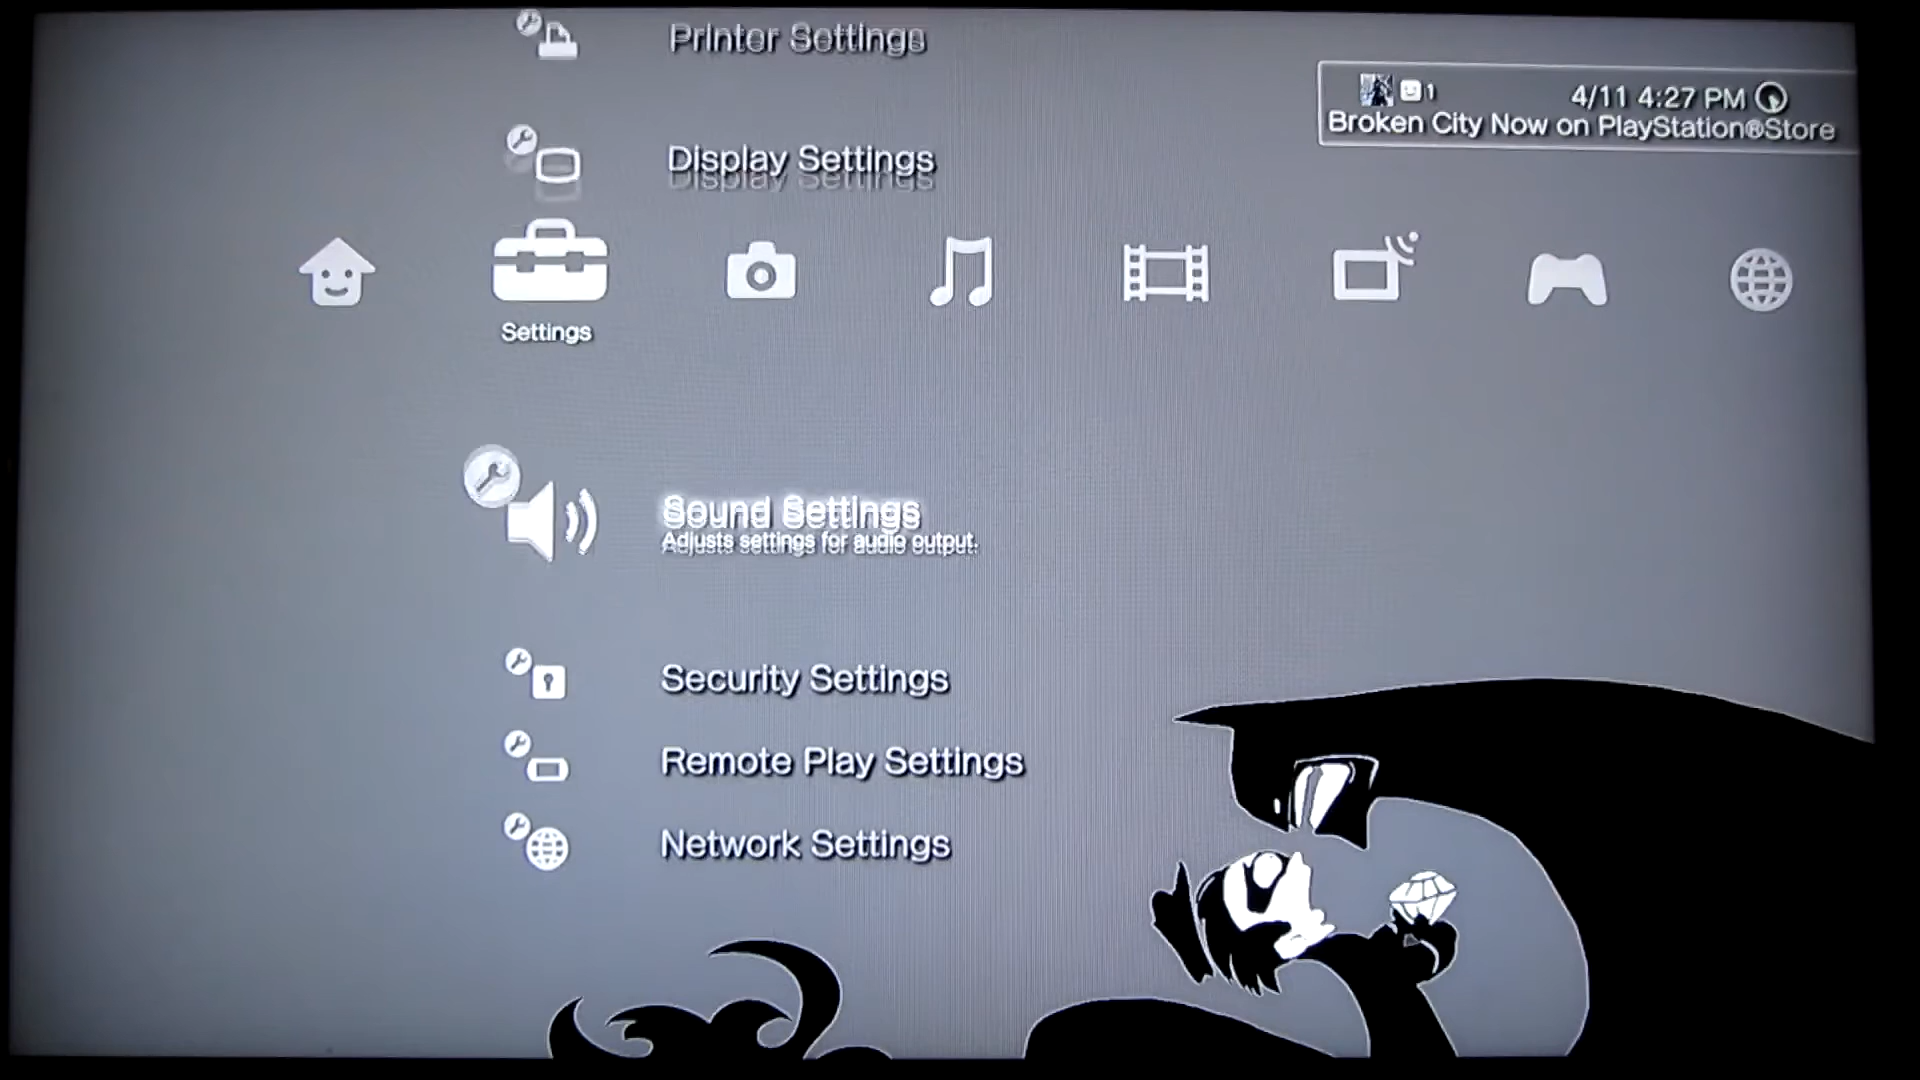 Printer Settings
1 4/11 4:27 PM
Broken City Now on PlayStation®Store
Display Settings
Settings
Sound Settings
Adjusts settings for audio output.
Security Settings
Remote Play Settings
Network Settings